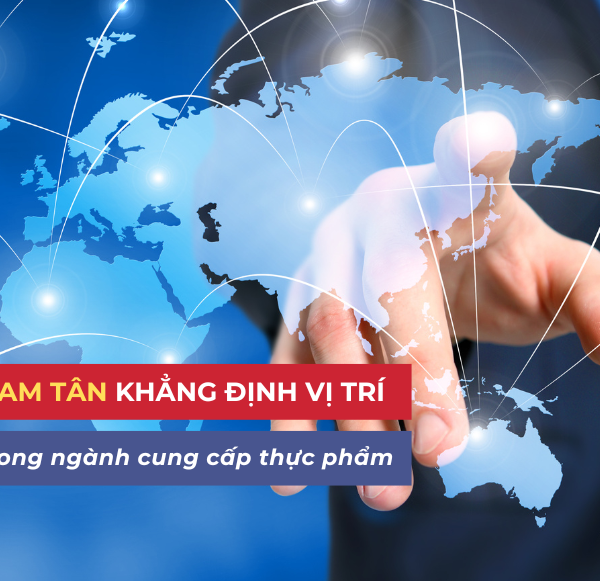 AM TÂN KHẲNG ĐỊNH VỊ TRÍ
ong ngành cung cấp thực phẩm